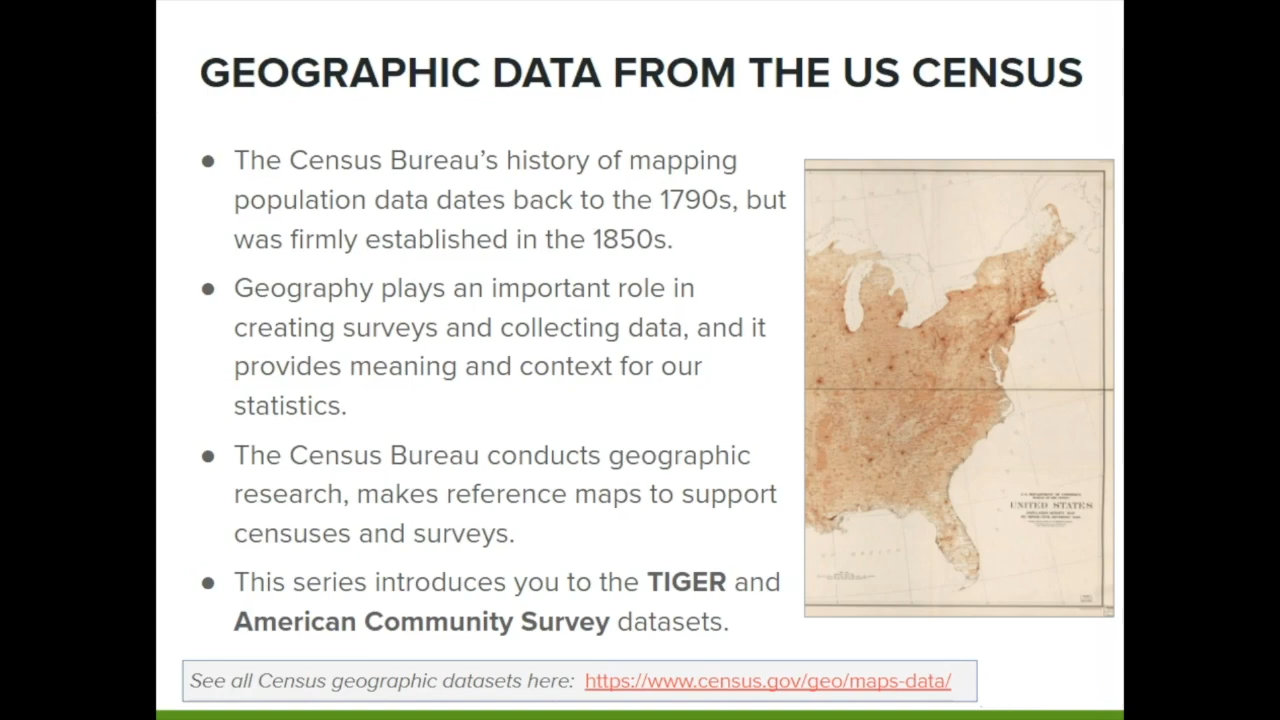 GEOGRAPHIC DATA FROM THE US CENSUS
● The Census Bureau’s history of mapping
population data dates back to the 1790s, but
was firmly established in the 1850s.
● Geography plays an important role in
creating surveys and collecting data, and it
provides meaning and context for our
statistics.
● The Census Bureau conducts geographic
research, makes reference maps to support
censuses and surveys.
● This series introduces you to the TIGER and
American Community Survey datasets.
UNITED STATES
See all Census geographic datasets here: https://www.census.gov/geo/maps-data/